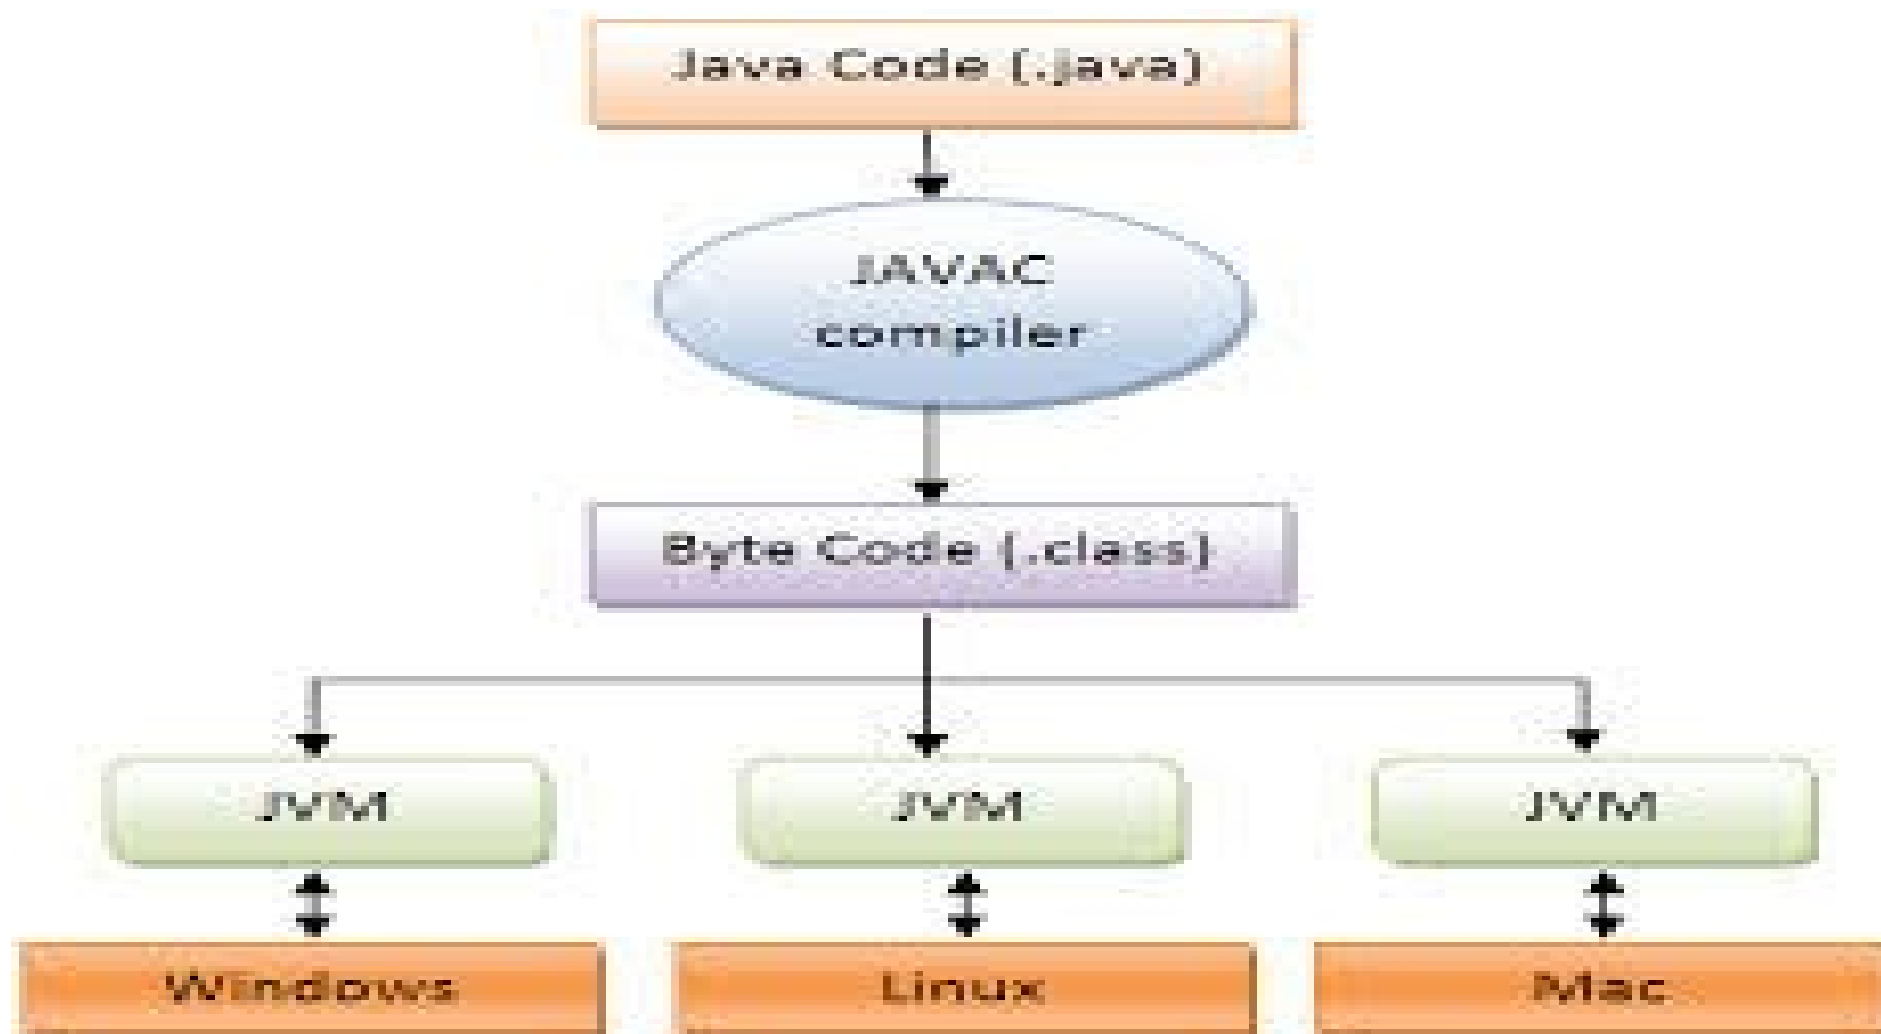 Java Code (.java)
JAVAC
compiler
Byte Code (.class)
JVM
JVM
JVM
Windows
Linux
Mac